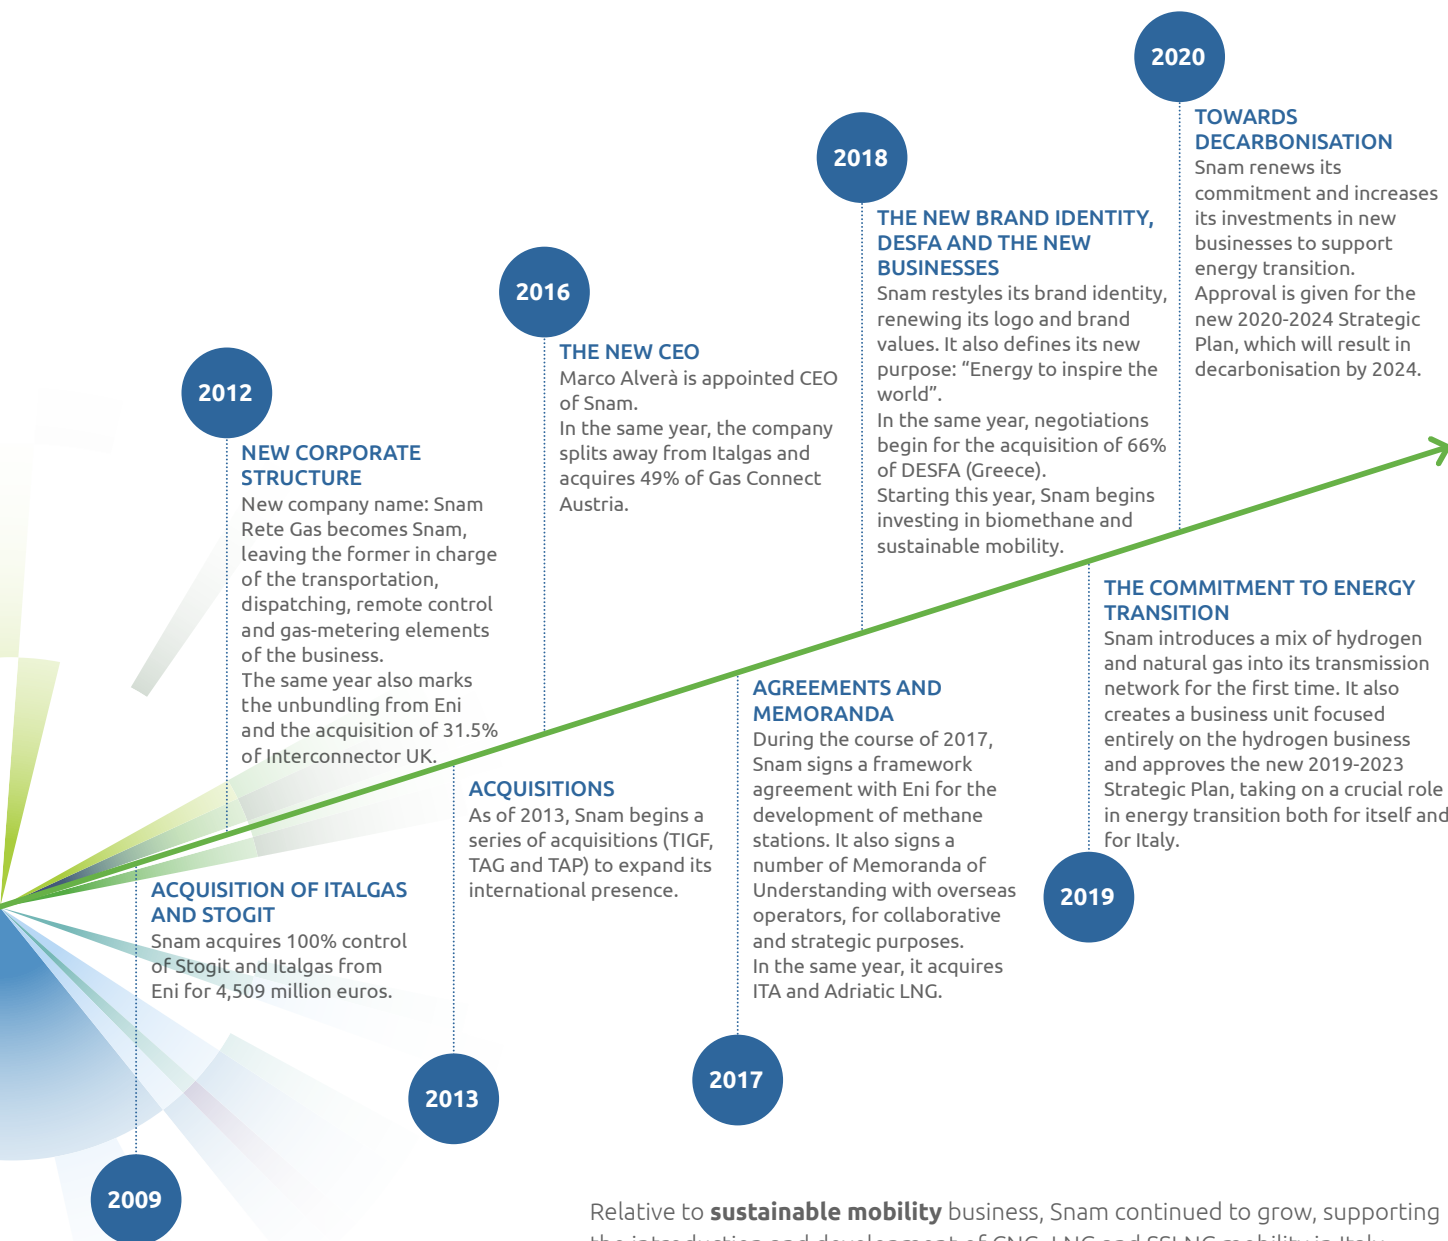 2020
TOWARDS
DECARBONISATION
Snam renews its
commitment and increases
its investments in new
businesses to support
energy transition.
Approval is given for the
new 2020-2024 Strategic
Plan, which will result in
decarbonisation by 2024.
2018
THE NEW BRAND IDENTITY,
DESFA AND THE NEW
BUSINESSES
Snam restyles its brand identity,
renewing its logo and brand
values. It also defines its new
purpose: “Energy to inspire the
world”.
In the same year, negotiations
begin for the acquisition of 66%
of DESFA (Greece).
Starting this year, Snam begins
investing in biomethane and
sustainable mobility.
2016
THE NEW CEO
Marco Alverà is appointed CEO
of Snam.
In the same year, the company
splits away from Italgas and
acquires 49% of Gas Connect
Austria.
2012
NEW CORPORATE
STRUCTURE
New company name: Snam
Rete Gas becomes Snam,
leaving the former in charge
of the transportation,
dispatching, remote control
and gas-metering elements
of the business.
The same year also marks
the unbundling from Eni
and the acquisition of 31.5%
of Interconnector UK.
THE COMMITMENT TO ENERGY
TRANSITION
Snam introduces a mix of hydrogen
and natural gas into its transmission
network for the first time. It also
creates a business unit focused
entirely on the hydrogen business
and approves the new 2019-2023
Strategic Plan, taking on a crucial role
in energy transition both for itself and
for Italy.
2019
AGREEMENTS AND
MEMORANDA
During the course of 2017,
Snam signs a framework
agreement with Eni for the
development of methane
stations. It also signs a
number of Memoranda of
Understanding with overseas
operators, for collaborative
and strategic purposes.
In the same year, it acquires
ITA and Adriatic LNG.
2017
ACQUISITIONS
As of 2013, Snam begins a
series of acquisitions (TIGF,
TAG and TAP) to expand its
international presence.
2013
ACQUISITION OF ITALGAS
AND STOGIT
Snam acquires 100% control
of Stogit and Italgas from
Eni for 4,509 million euros.
2009
Relative to sustainable mobility business, Snam continued to grow, supporting
the introduction and development of CNG, LNG and SSLNG mobility in Italy